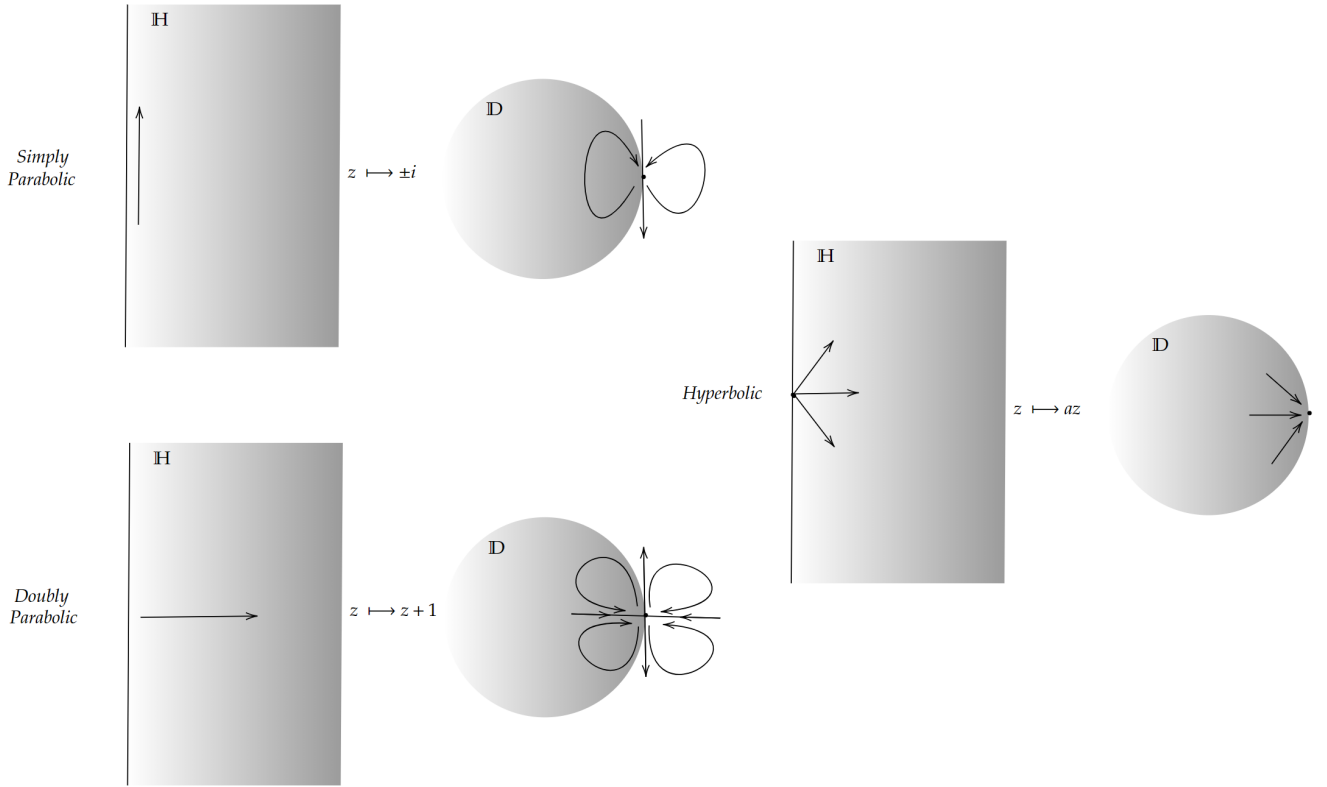 ℍ
Simply
Parabolic
z ⟼ ±i
𝔻
ℍ
Doubly
Parabolic
z ⟼ z + 1
𝔻
ℍ
Hyperbolic
z ⟼ az
𝔻